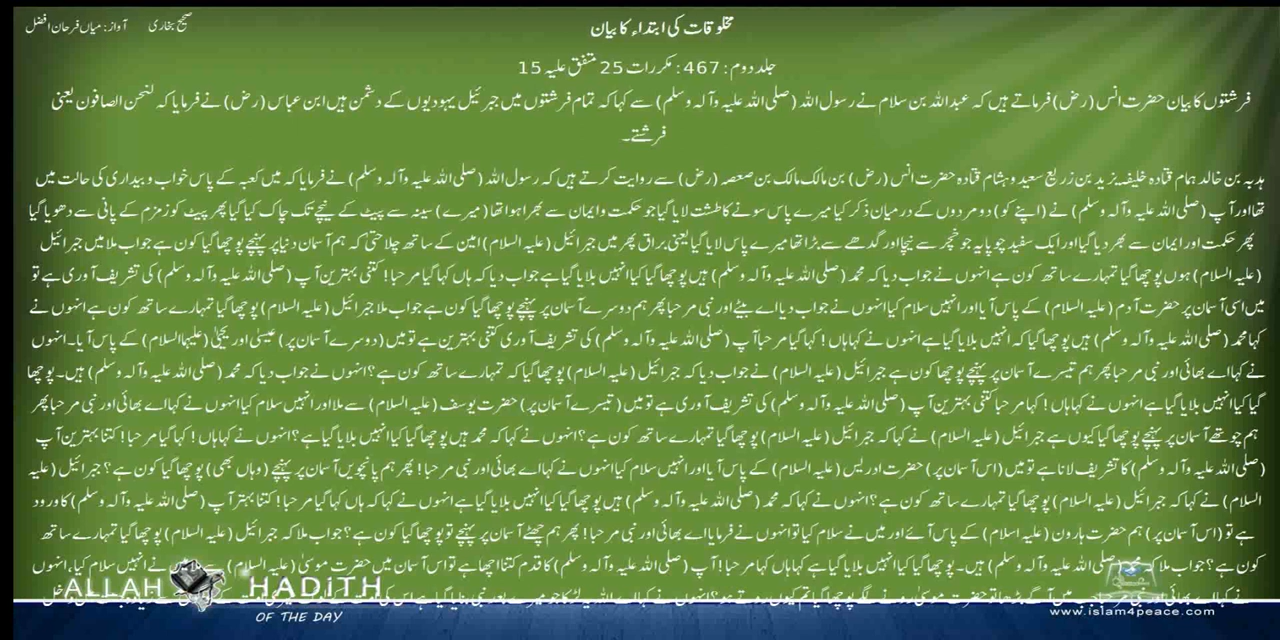 مخلوقات کی ابتداء کا بیان
صحیح بخاری
آواز: میاں فرحان افضل
جلد دوم : 467 : مکررات 25 متفق علیہ 15
فرشتوں کا بیان حضرت انس (رض) فرماتے ہیں کہ عبداللہ بن سلام نے رسول اللہ (صلی اللہ علیہ وآلہ وسلم) سے کہا کہ تمام فرشتوں میں جبرائیل یہودیوں کے دشمن ہیں ابن عباس (رض) نے فرمایا کہ لنحن الصافون یعنی
فرشتے۔
ہدبہ بن خالد ہمام قتادہ خلیفہ یزید بن زریع سعید و ہشام قتادہ حضرت انس (رض) بن مالک مالک بن صعصہ (رض) سے روایت کرتے ہیں کہ رسول اللہ (صلی اللہ علیہ وآلہ وسلم) نے فرمایا کہ میں کعبہ کے پاس خواب و بیداری کی حالت میں
تھا اور آپ (صلی اللہ علیہ وآلہ وسلم) نے (اپنے کو) دو مردوں کے درمیان ذکر کیا میرے پاس سونے کا طشت لایا گیا جو حکمت و ایمان سے بھرا ہوا تھا (میرے) سینہ سے پیٹ کے نیچے تک چاک کیا گیا پھر پیٹ کو زمزم کے پانی سے دھویا گیا
پھر حکمت اور ایمان سے بھر دیا گیا اور ایک سفید چوپایہ جو خچر سے نیچا اور گدھے سے بڑا تھا میرے پاس لایا گیا یعنی براق پھر میں جبرائیل (علیہ السلام) امین کے ساتھ چلا حتی کہ ہم آسمان دنیا پر پہنچے پوچھا گیا کون ہے جواب ملا میں جبرائیل
(علیہ السلام) ہوں پوچھا گیا تمہارے ساتھ کون ہے انہوں نے جواب دیا کہ محمد (صلی اللہ علیہ وآلہ وسلم) ہیں پوچھا گیا کیا انہیں بلایا گیا ہے جواب دیا کہ ہاں کہا گیا مرحبا! کتنی بہترین آپ (صلی اللہ علیہ وآلہ وسلم) کی تشریف آوری ہے تو
میں اسی آسمان پر حضرت آدم (علیہ السلام) کے پاس آیا اور انہیں سلام کیا انہوں نے جواب دیا اے بیٹے اور نبی مرحبا پھر ہم دوسرے آسمان پر پہنچے پوچھا گیا کون ہے جواب ملا جبرائیل (علیہ السلام) پوچھا گیا تمہارے ساتھ کون ہے انہوں نے
کہا محمد (صلی اللہ علیہ وآلہ وسلم) ہیں پوچھا گیا کہ انہیں بلایا گیا ہے انہوں نے کہا ہاں! کہا گیا مرحبا آپ (صلی اللہ علیہ وآلہ وسلم) کی تشریف آوری کتنی بہترین ہے تو میں (دوسرے آسمان پر) عیسیٰ اور یحییٰ (علیہما السلام) کے پاس آیا۔ انہوں
نے کہا اے بھائی اور نبی مرحبا پھر ہم تیسرے آسمان پر پہنچے پوچھا گیا کون ہے جبرائیل (علیہ السلام) نے جواب دیا کہ جبرائیل (علیہ السلام) پوچھا گیا کہ تمہارے ساتھ کون ہے؟ انہوں نے جواب دیا کہ محمد (صلی اللہ علیہ وآلہ وسلم) ہیں۔ پوچھا
گیا کیا انہیں بلایا گیا ہے انہوں نے کہا ہاں! کہا مرحبا کتنی بہترین آپ (صلی اللہ علیہ وآلہ وسلم) کی تشریف آوری ہے تو میں (تیسرے آسمان پر) حضرت یوسف (علیہ السلام) سے ملا اور انہیں سلام کیا انہوں نے کہا اے بھائی اور نبی مرحبا پھر
ہم چوتھے آسمان پر پہنچے پوچھا گیا کیوں ہے جبرائیل (علیہ السلام) نے کہا کہ جبرائیل (علیہ السلام) پوچھا گیا تمہارے ساتھ کون ہے؟ انہوں نے کہا کہ محمد ہیں پوچھا گیا کیا انہیں بلایا گیا ہے؟ انہوں نے کہا ہاں! کہا گیا مرحبا! کتنا بہترین آپ
(صلی اللہ علیہ وآلہ وسلم) کا تشریف لانا ہے تو میں (اس آسمان پر) حضرت ادریس (علیہ السلام) کے پاس آیا اور انہیں سلام کیا انہوں نے کہا اے بھائی اور نبی مرحبا! پھر ہم پانچویں آسمان پر پہنچے (وہاں بھی) پوچھا گیا کون ہے؟ جبرائیل (علیہ
السلام) نے کہا کہ جبرائیل (علیہ السلام) پوچھا گیا تمہارے ساتھ کون ہے؟ انہوں نے کہا کہ محمد (صلی اللہ علیہ وآلہ وسلم) ہیں پوچھا گیا کیا انہیں بلایا گیا ہے انہوں نے کہا کہ ہاں کہا گیا مرحبا! کتنا بہتر آپ (صلی اللہ علیہ وآلہ وسلم) کا ورود
ہے تو (اس آسمان پر) ہم حضرت ہارون (علیہ السلام) کے پاس آئے اور میں نے سلام کیا تو انہوں نے فرمایا اے بھائی اور نبی مرحبا! پھر ہم چھٹے آسمان پر پہنچے تو پوچھا گیا کون ہے؟ جواب ملا کہ جبرائیل (علیہ السلام) پوچھا گیا تمہارے ساتھ
کون ہے؟ جواب ملا کہ محمد (صلی اللہ علیہ وآلہ وسلم) ہیں۔ پوچھا گیا کیا انہیں بلایا گیا ہے کہا ہاں کہا مرحبا! آپ (صلی اللہ علیہ وآلہ وسلم) کا قدم کتنا اچھا ہے تو اس آسمان میں حضرت موسیٰ (علیہ السلام) نے انہیں سلام کیا، انہوں
ALLAH HADITH
OF THE DAY
www.islam4peace.com